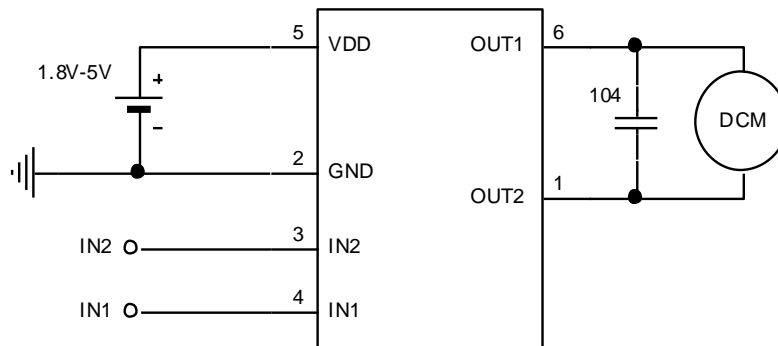 5 VDD OUT1 6
1.8V-5V +
-
104
DCM
2 GND
OUT2 1
IN2 3 IN2
IN1 4 IN1